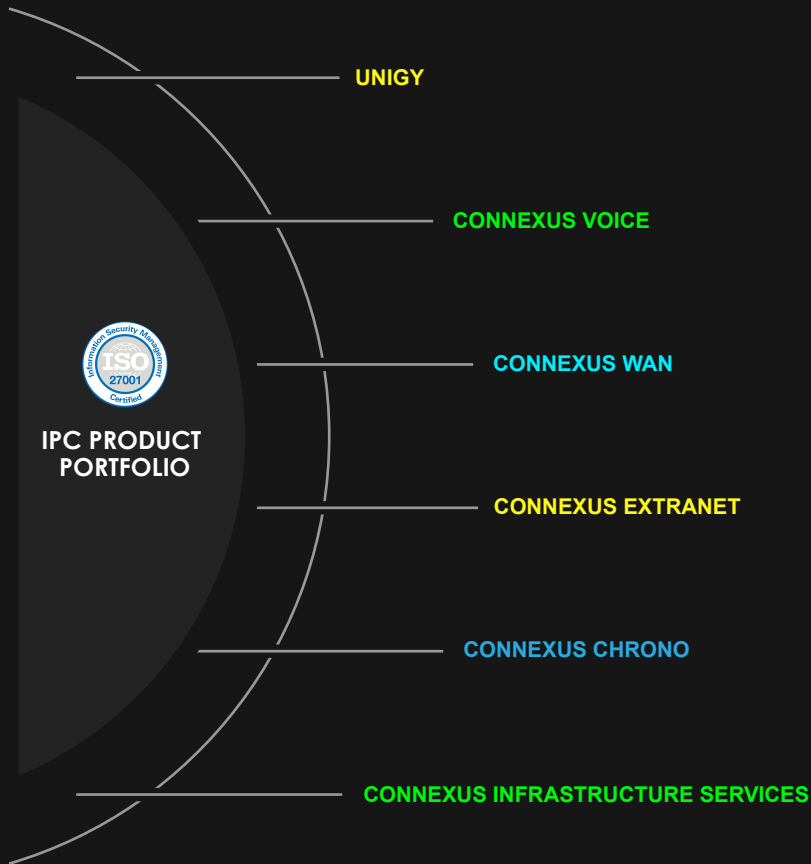 UNIGY
CONNEXUS VOICE
CONNEXUS WAN
Information Security Management
ISO
27001
Certified
IPC PRODUCT
PORTFOLIO
CONNEXUS EXTRANET
CONNEXUS CHRONO
CONNEXUS INFRASTRUCTURE SERVICES